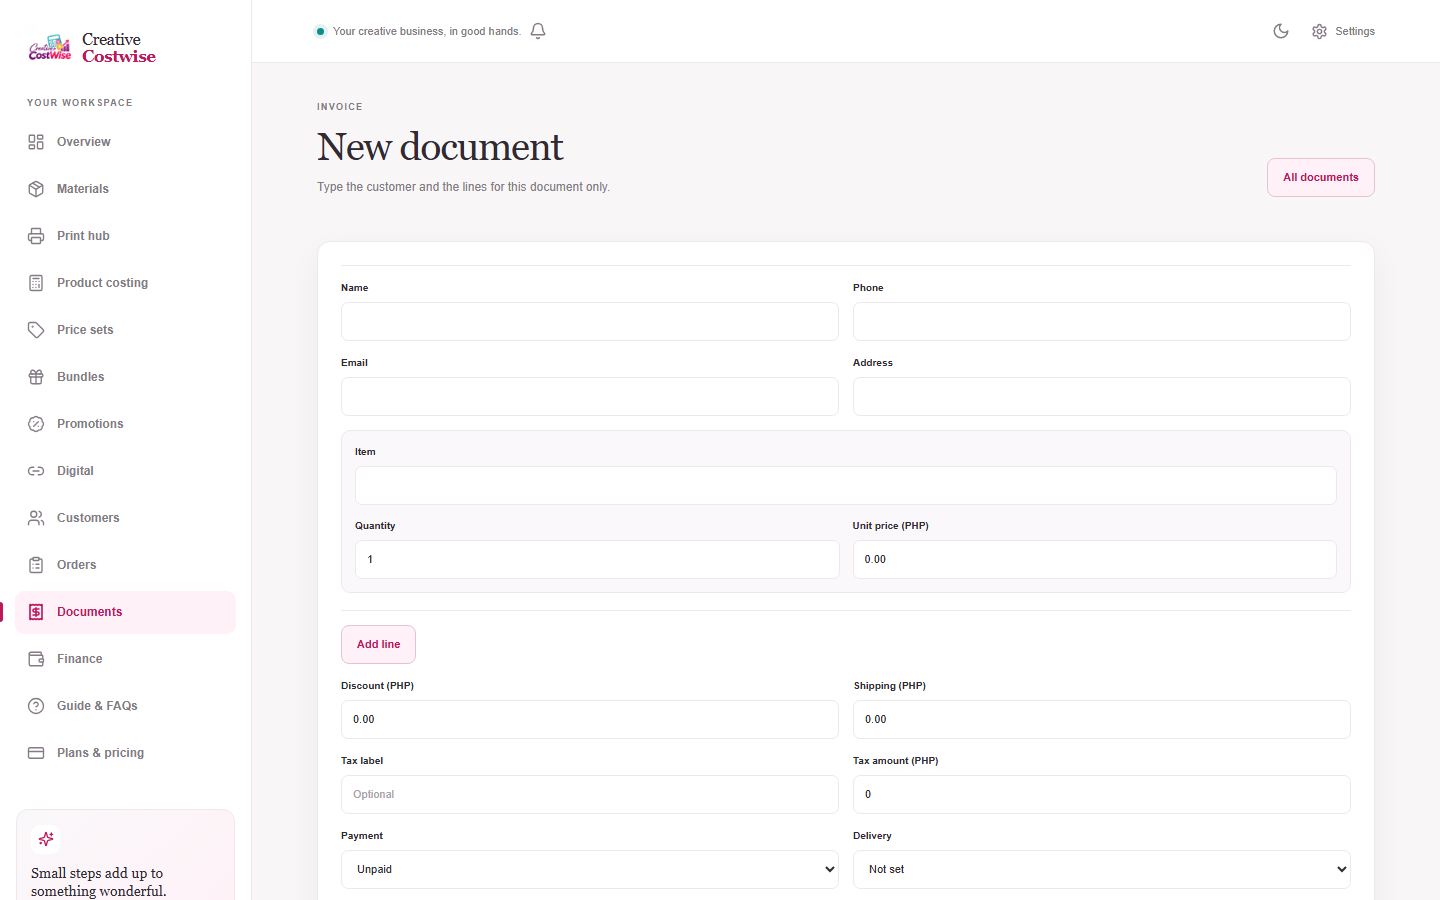 Creative
CostWise
Creative
Costwise
YOUR WORKSPACE
Overview
Materials
Print hub
Product costing
Price sets
Bundles
Promotions
Digital
Customers
Orders
Documents
Finance
Guide & FAQs
Plans & pricing
Small steps add up to
something wonderful.
Your creative business, in good hands.
Settings
INVOICE
New document
Type the customer and the lines for this document only.
All documents
Name
Phone
Email
Address
Item
Quantity
Unit price (PHP)
1
0.00
Add line
Discount (PHP)
Shipping (PHP)
0.00
0.00
Tax label
Tax amount (PHP)
Optional
0
Payment
Delivery
Unpaid
Not set